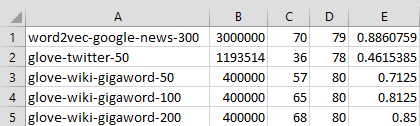 A B C D E
1 word2vec-google-news-300 3000000 70 79 0.8860759
2 glove-twitter-50 1193514 36 78 0.4615385
3 glove-wiki-gigaword-50 400000 57 80 0.7125
4 glove-wiki-gigaword-100 400000 65 80 0.8125
5 glove-wiki-gigaword-200 400000 68 80 0.85